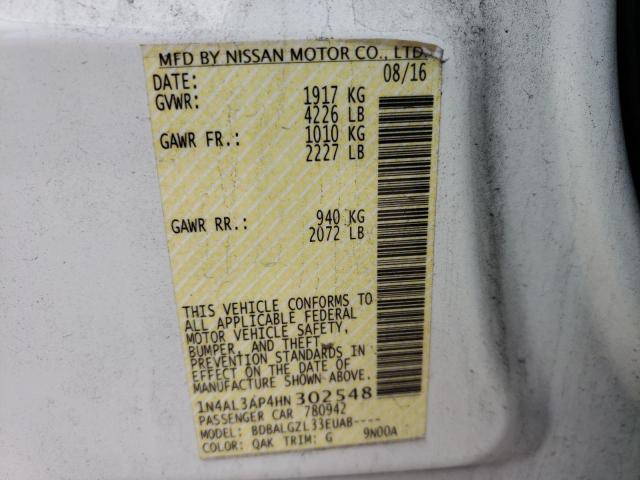 MFD BY NISSAN MOTOR CO., LTD.
DATE: 08/16
GVWR: 1917 KG
4226 LB
GAWR FR.: 1010 KG
2227 LB
GAWR RR.: 940 KG
2072 LB
THIS VEHICLE CONFORMS TO
ALL APPLICABLE FEDERAL
MOTOR VEHICLE SAFETY,
BUMPER, AND THEFT
PREVENTION STANDARDS IN
EFFECT ON THE DATE OF
MANUFACTURE SHOWN ABOVE.
1N4AL3AP4HN302548
PASSENGER CAR 780942
MODEL: BDBALGZL33EUAB----
COLOR: QAK TRIM: G 9N00A